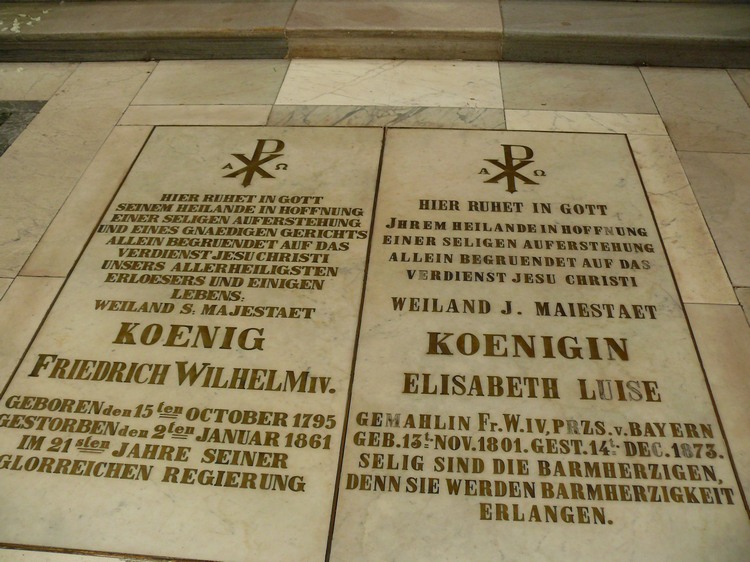 Α Ω
HIER RUHET IN GOTT
SEINEM HEILANDE IN HOFFNUNG
EINER SELIGEN AUFERSTEHUNG
UND EINES GNAEDIGEN GERICHTS
ALLEIN BEGRUENDET AUF DAS
VERDIENST JESU CHRISTI
UNSERS ALLERHEILIGSTEN
ERLOESERS UND EINIGEN
LEBENS:
WEILAND S: MAJESTAET
KOENIG
FRIEDRICH WILHELM IV.
GEBOREN den 15ten OCTOBER 1795
GESTORBEN den 2ten JANUAR 1861
IM 21sten JAHRE SEINER
GLORREICHEN REGIERUNG
Α Ω
HIER RUHET IN GOTT
JHREM HEILANDE IN HOFFNUNG
EINER SELIGEN AUFERSTEHUNG
ALLEIN BEGRUENDET AUF DAS
VERDIENST JESU CHRISTI
WEILAND J. MAIESTAET
KOENIGIN
ELISABETH LUISE
GEMAHLIN FR.W.IV, PRZS.v.BAYERN
GEB.13t.NOV.1801.GEST.14t.DEC.1873.
SELIG SIND DIE BARMHERZIGEN,
DENN SIE WERDEN BARMHERZIGKEIT
ERLANGEN.